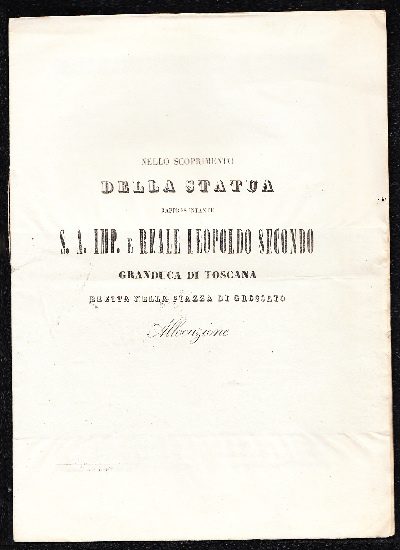 NELLO SCOPRIMENTO
DELLA STATUA
RAPPRESENTANTE
S. A. IMP. E REALE LEOPOLDO SECONDO
GRANDUCA DI TOSCANA
ERETTA NELLA PIAZZA DI GROSSETO
Allocuzione